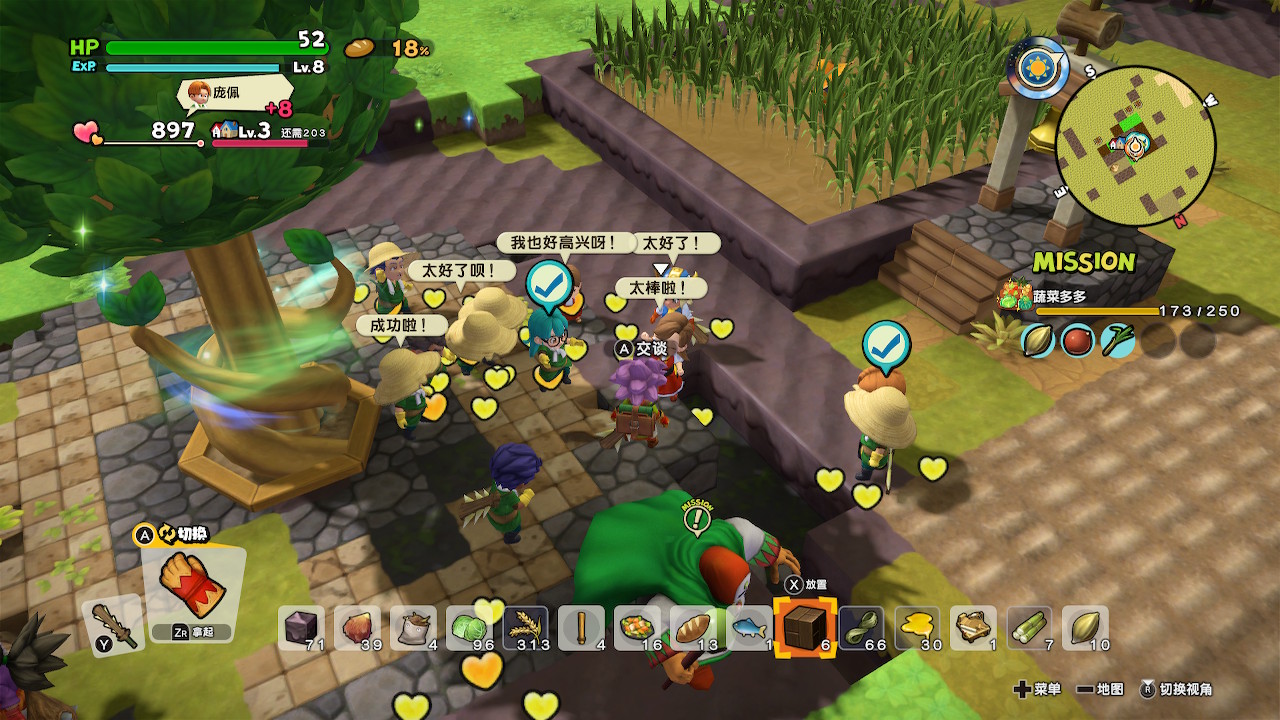 HP 52 18%
EXP Lv.8
庞佩
+8
897 Lv.3 还需203
S
W
E
N
MISSION
蔬菜多多
173/250
我也好高兴呀！
太好了！
太好了呗！
太棒啦！
成功啦！
A 交谈
MISSION
!
A 切换
ZR 拿起
Y
X 放置
71
39
4
96
313
4
16
13
1
6
66
30
1
7
10
菜单
地图
R 切换视角